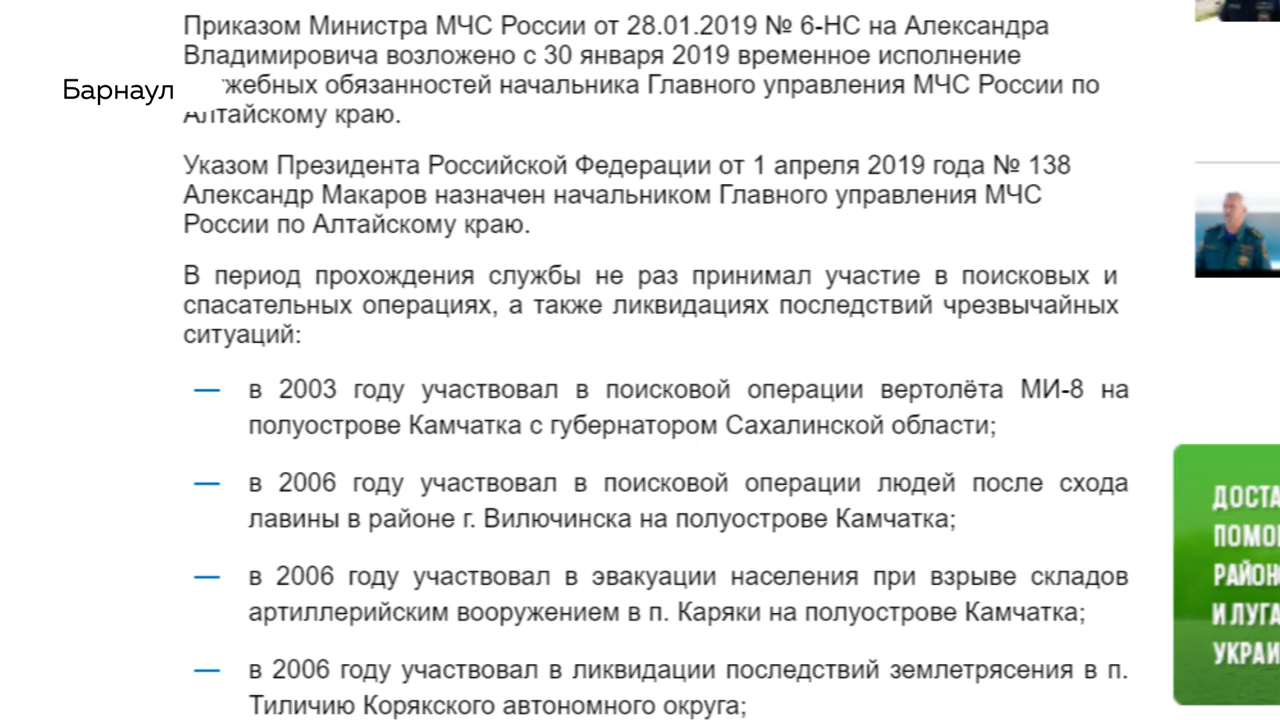 Приказом Министра МЧС России от 28.01.2019 № 6-НС на Александра
Владимировича возложено с 30 января 2019 временное исполнение
жебных обязанностей начальника Главного управления МЧС России по
Барнаул
Алтайскому краю.
Указом Президента Российской Федерации от 1 апреля 2019 года № 138
Александр Макаров назначен начальником Главного управления МЧС
России по Алтайскому краю.
В период прохождения службы не раз принимал участие в поисковых и
спасательных операциях, а также ликвидациях последствий чрезвычайных
ситуаций:
— в 2003 году участвовал в поисковой операции вертолёта МИ-8 на
полуострове Камчатка с губернатором Сахалинской области;
— в 2006 году участвовал в поисковой операции людей после схода
лавины в районе г. Вилючинска на полуострове Камчатка;
— в 2006 году участвовал в эвакуации населения при взрыве складов
артиллерийским вооружением в п. Каряки на полуострове Камчатка;
— в 2006 году участвовал в ликвидации последствий землетрясения в п.
Тиличию Корякского автономного округа;
ДОСТА
ПОМО
РАЙОН
И ЛУГА
УКРАИ